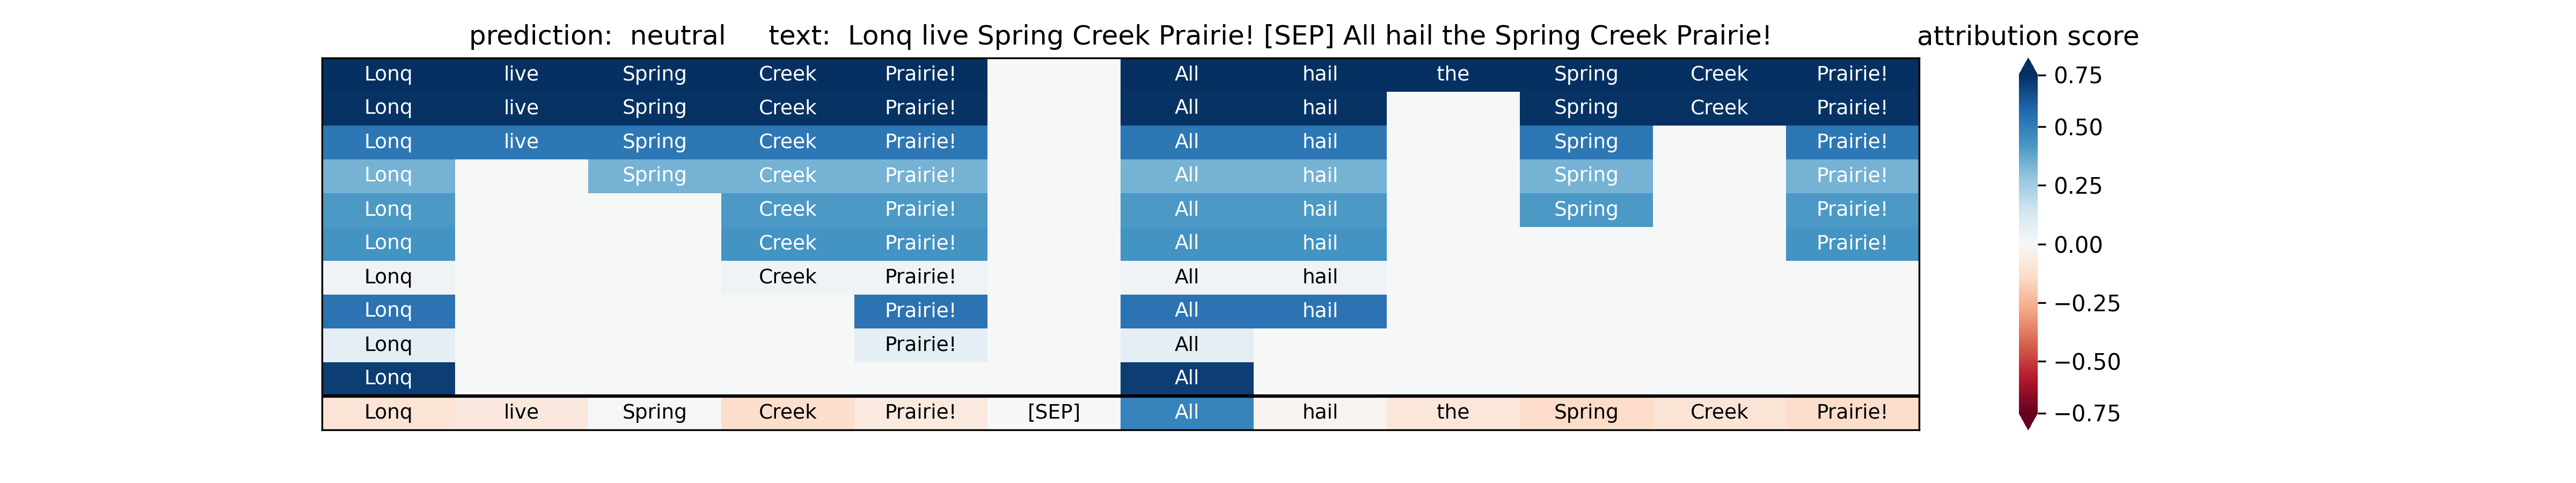 prediction: neutral text: Lonq live Spring Creek Prairie! [SEP] All hail the Spring Creek Prairie! attribution score
Lonq live Spring Creek Prairie! All hail the Spring Creek Prairie! 0.75
Lonq live Spring Creek Prairie! All hail Spring Creek Prairie!
Lonq live Spring Creek Prairie! All hail Spring Prairie! 0.50
Lonq Spring Creek Prairie! All hail Spring Prairie! 0.25
Lonq Creek Prairie! All hail Spring Prairie!
Lonq Creek Prairie! All hail Prairie! 0.00
Lonq Creek Prairie! All hail
Lonq Prairie! All hail −0.25
Lonq Prairie! All −0.50
Lonq All
Lonq live Spring Creek Prairie! [SEP] All hail the Spring Creek Prairie! −0.75